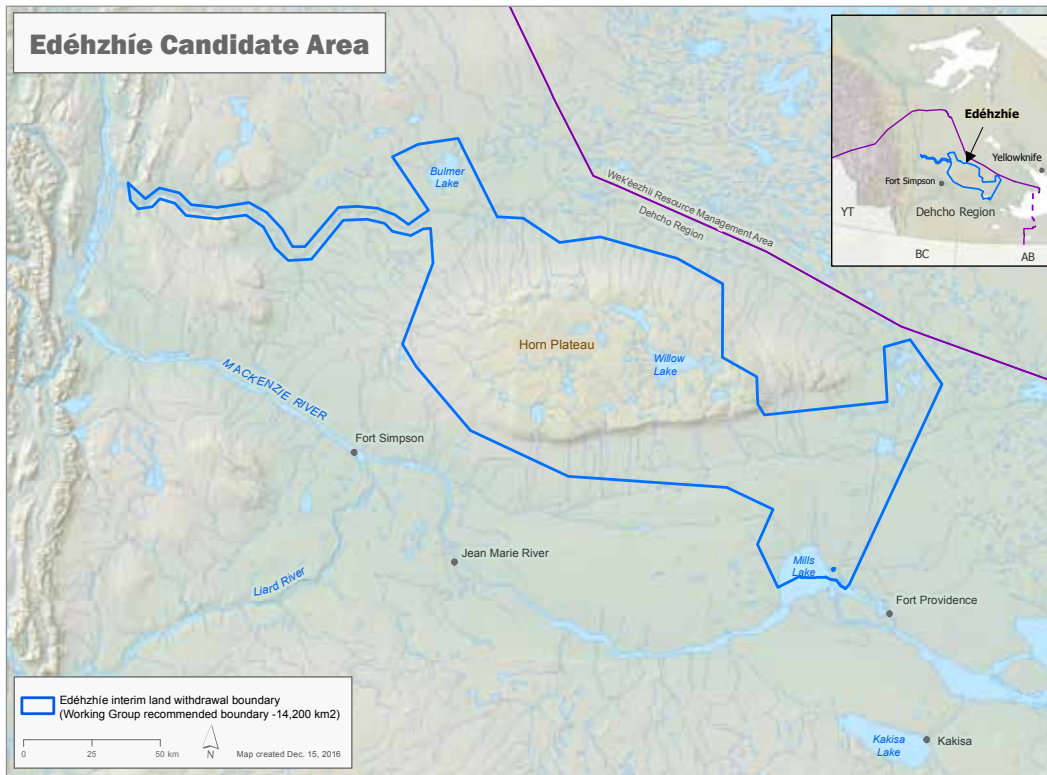 Edéhzhíe Candidate Area
Edéhzhíe
Yellowknife
Fort Simpson
YT
Dehcho Region
BC
AB
Bulmer
Lake
Wek'èezhìi Resource Management Area
Dehcho Region
Horn Plateau
Willow
Lake
MACKENZIE RIVER
Fort Simpson
Jean Marie River
Liard River
Mills
Lake
Fort Providence
Kakisa
Lake
Kakisa
Edéhzhíe interim land withdrawal boundary
(Working Group recommended boundary -14,200 km2)
0 25 50 km
N
Map created Dec. 15, 2016